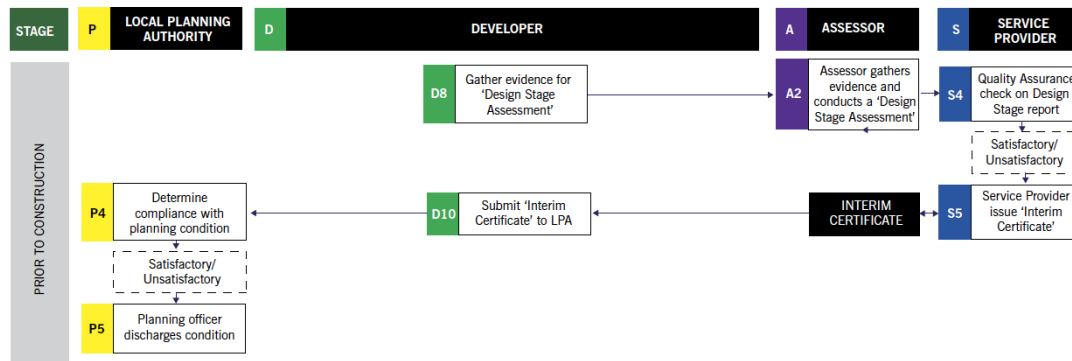 STAGE
P
LOCAL PLANNING
AUTHORITY
D
DEVELOPER
A
ASSESSOR
S
SERVICE
PROVIDER
PRIOR TO CONSTRUCTION
D8
Gather evidence for
‘Design Stage
Assessment’
A2
Assessor gathers
evidence and
conducts a ‘Design
Stage Assessment’
S4
Quality Assurance
check on Design
Stage report
Satisfactory/
Unsatisfactory
P4
Determine
compliance with
planning condition
D10
Submit ‘Interim
Certificate’ to LPA
INTERIM
CERTIFICATE
S5
Service Provider
issue ‘Interim
Certificate’
Satisfactory/
Unsatisfactory
P5
Planning officer
discharges condition